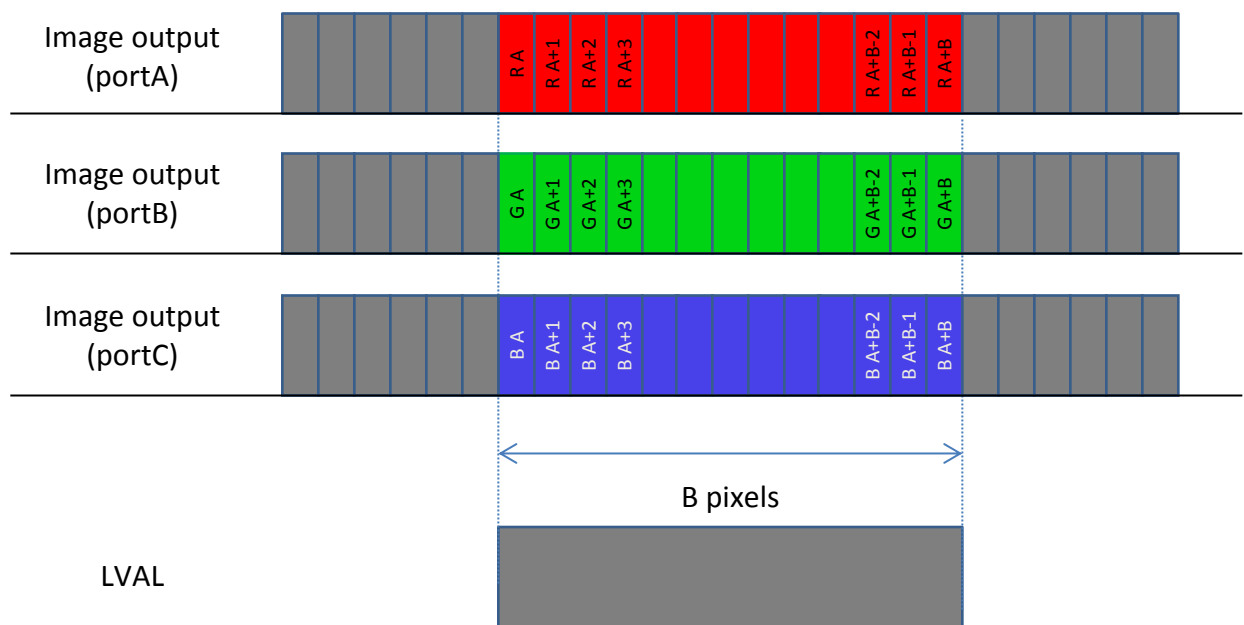 Image output
(portA)
R A
R A+1
R A+2
R A+3
R A+B-2
R A+B-1
R A+B
Image output
(portB)
G A
G A+1
G A+2
G A+3
G A+B-2
G A+B-1
G A+B
Image output
(portC)
B A
B A+1
B A+2
B A+3
B A+B-2
B A+B-1
B A+B
B pixels
LVAL